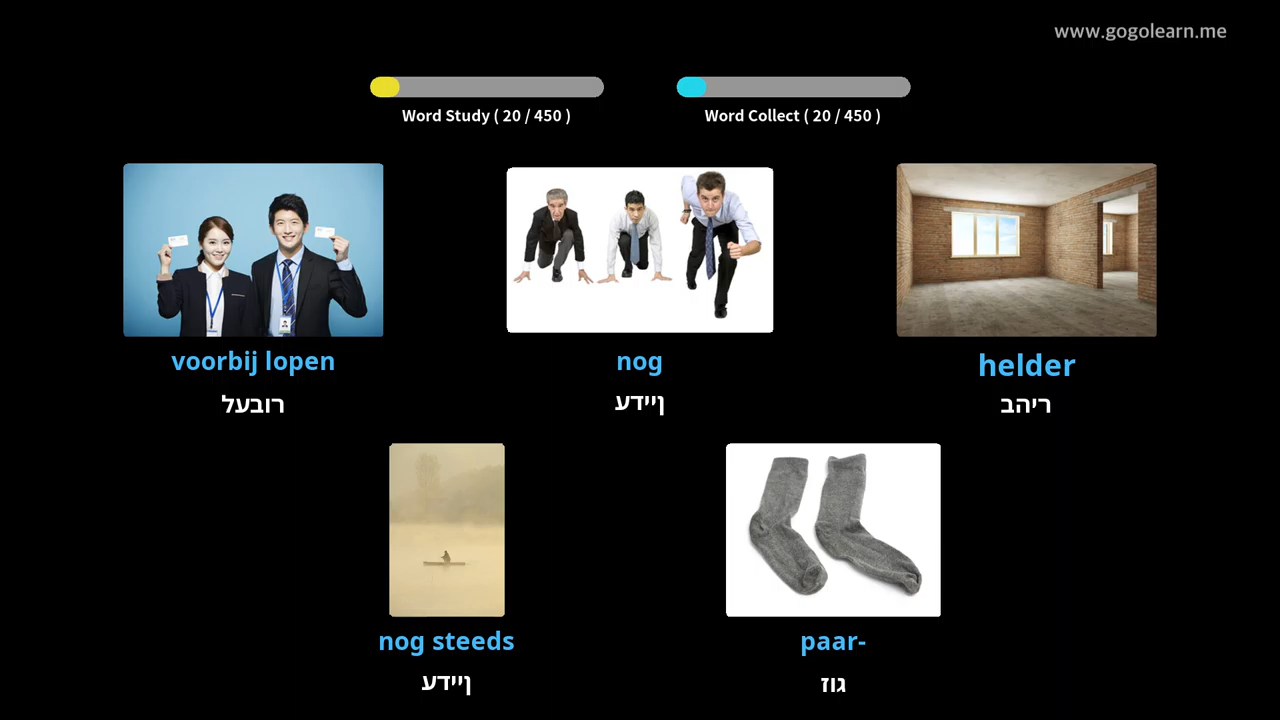 www.gogolearn.me
Word Study ( 20 / 450 )
Word Collect ( 20 / 450 )
voorbij lopen
רובעל
nog
ןיידע
helder
ריהב
nog steeds
ןיידע
paar-
גוז